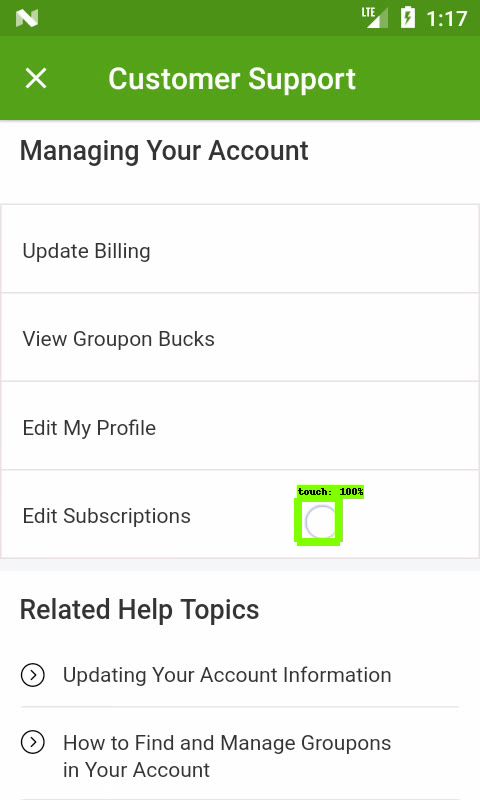 LTE 1:17
Customer Support
Managing Your Account
Update Billing
View Groupon Bucks
Edit My Profile
touch: 100%
Edit Subscriptions
Related Help Topics
Updating Your Account Information
How to Find and Manage Groupons
in Your Account